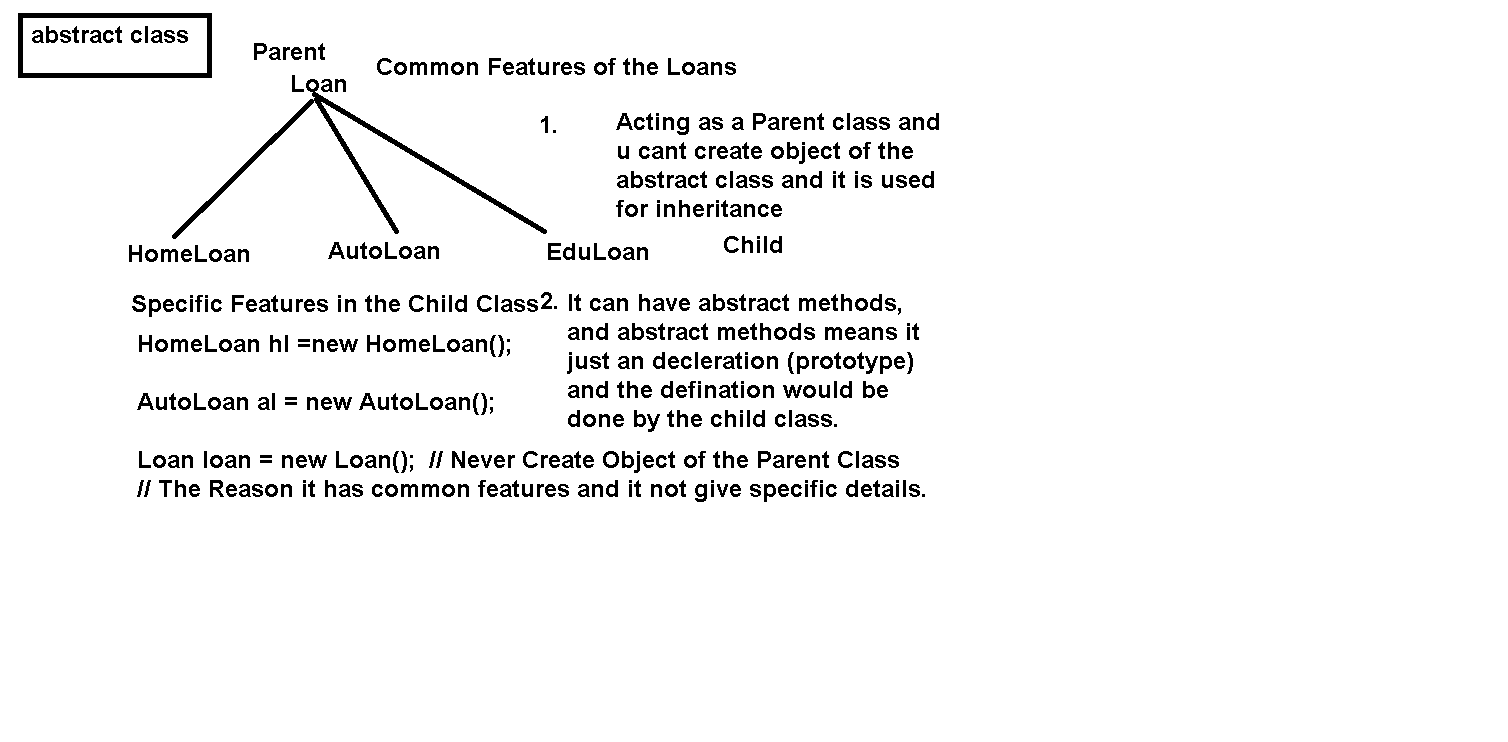 abstract class
Parent
Loan
Common Features of the Loans
1.
Acting as a Parent class and
u cant create object of the
abstract class and it is used
for inheritance
HomeLoan
AutoLoan
EduLoan
Child
Specific Features in the Child Class
HomeLoan hl =new HomeLoan();
AutoLoan al = new AutoLoan();
2.
It can have abstract methods,
and abstract methods means it
just an decleration (prototype)
and the defination would be
done by the child class.
Loan loan = new Loan(); // Never Create Object of the Parent Class
// The Reason it has common features and it not give specific details.